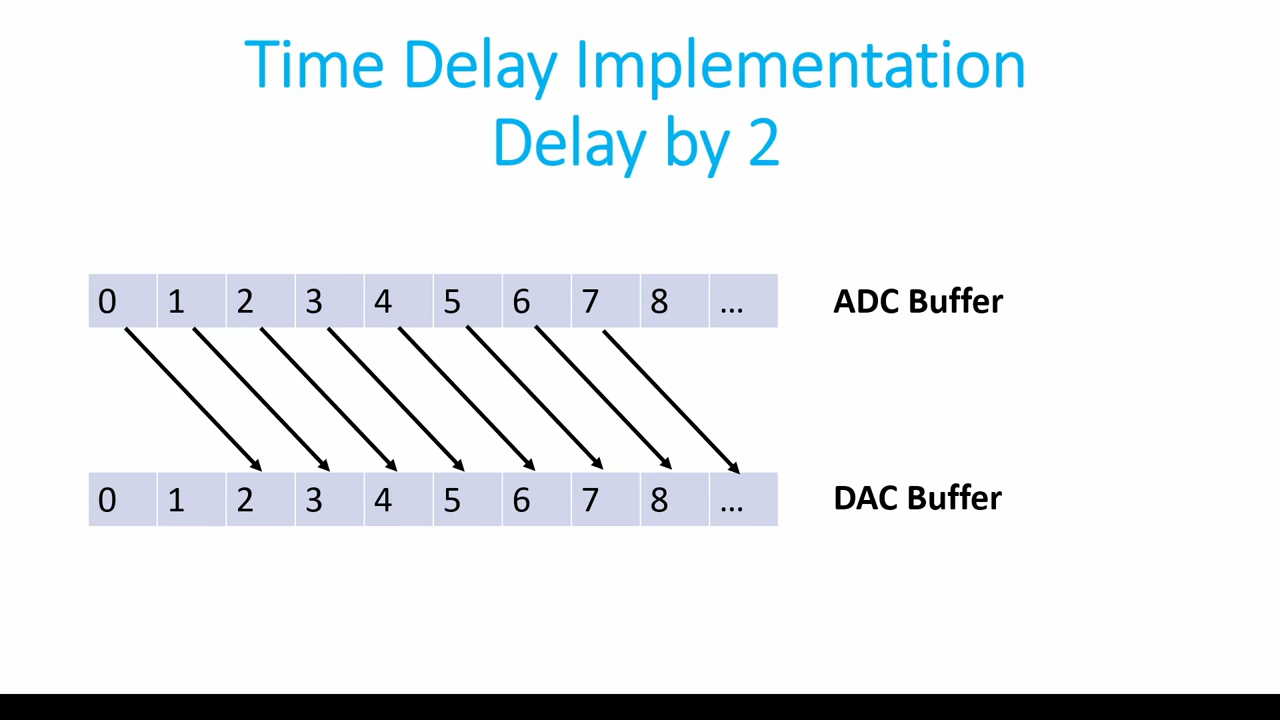 Time Delay Implementation
Delay by 2
0 1 2 3 4 5 6 7 8 ... ADC Buffer
0 1 2 3 4 5 6 7 8 ... DAC Buffer